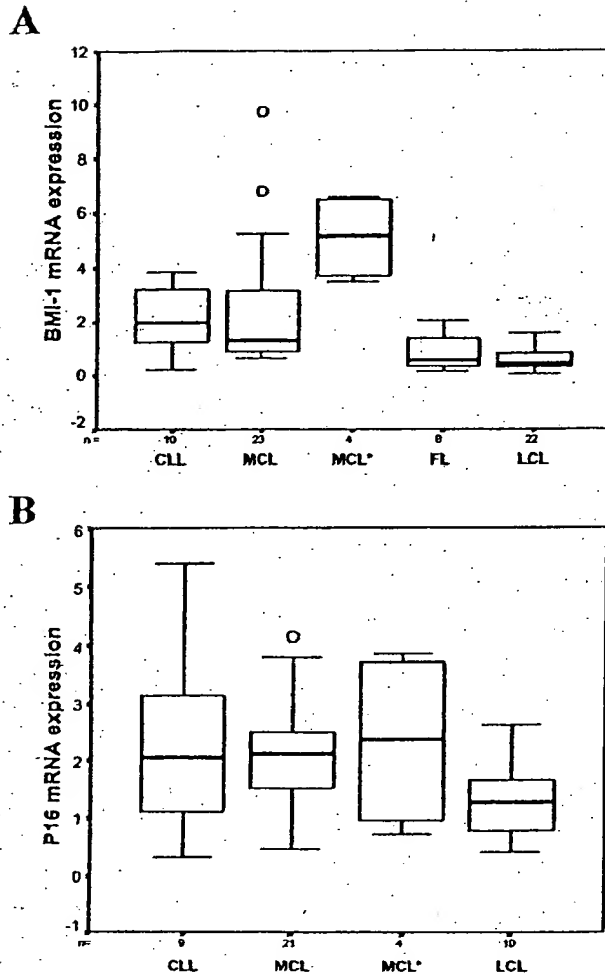 A
12
10
8
6
4
2
0
-2
BMI-1 mRNA expression
n= 10 23 4 8 22
CLL MCL MCL* FL LCL
B
6
5
4
3
2
1
0
-1
P16 mRNA expression
n= 9 21 4 10
CLL MCL MCL* LCL